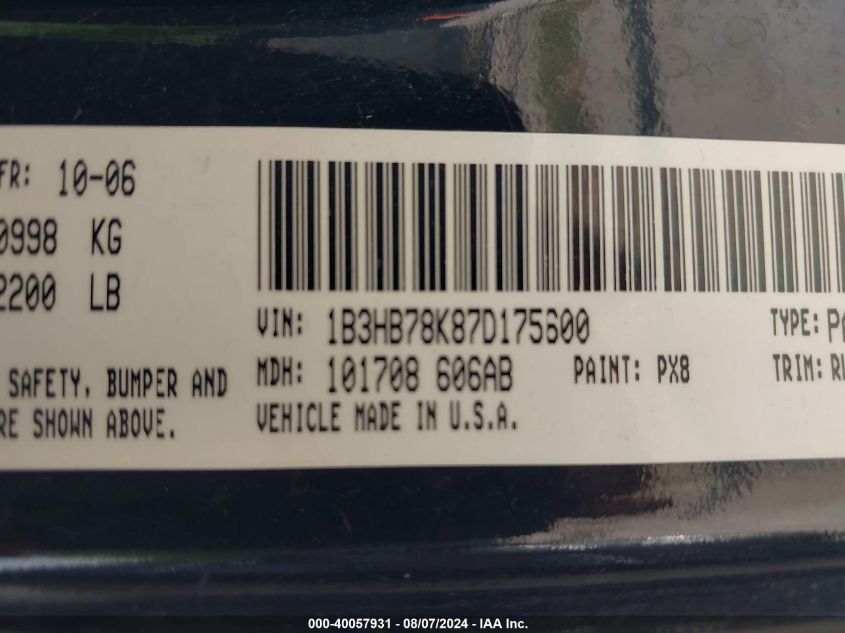 FR: 10-06
0998 KG
2200 LB
VIN: 1B3HB78K87D175600 TYPE:
MDH: 101708 606AB PAINT: PX8 TRIM:
SAFETY, BUMPER AND
RE SHOWN ABOVE.
VEHICLE MADE IN U.S.A.
000-40057931 - 08/07/2024 - IAA Inc.